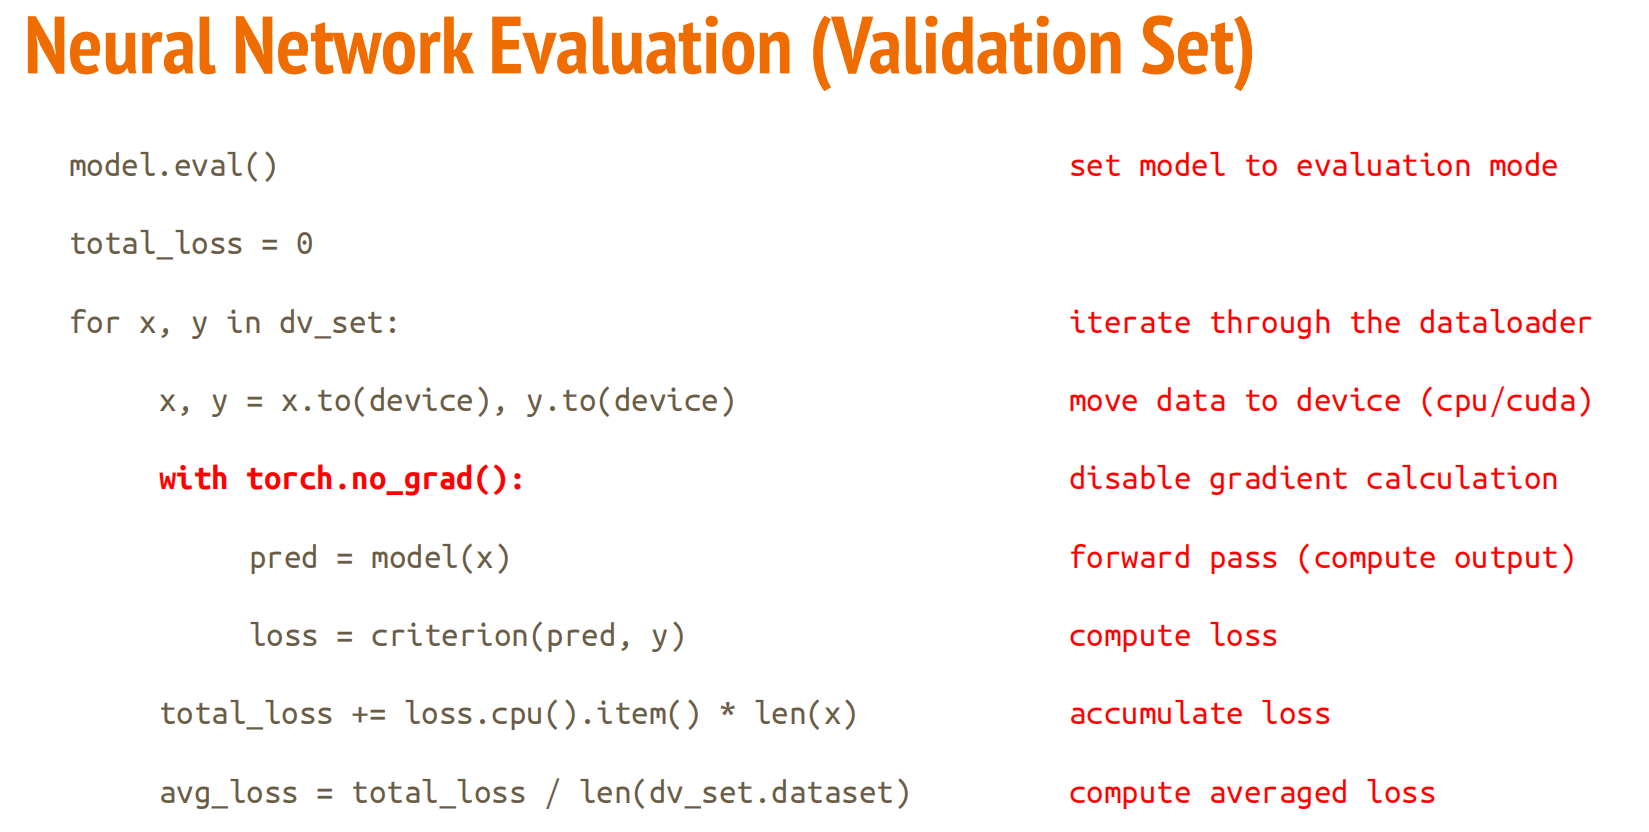 Neural Network Evaluation (Validation Set)
model.eval() set model to evaluation mode
total_loss = 0
for x, y in dv_set: iterate through the dataloader
x, y = x.to(device), y.to(device) move data to device (cpu/cuda)
with torch.no_grad(): disable gradient calculation
pred = model(x) forward pass (compute output)
loss = criterion(pred, y) compute loss
total_loss += loss.cpu().item() * len(x) accumulate loss
avg_loss = total_loss / len(dv_set.dataset) compute averaged loss